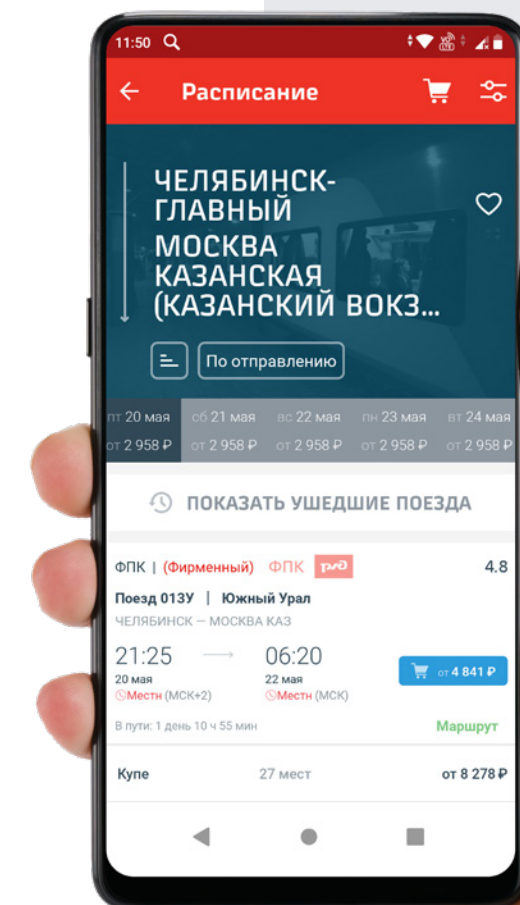 11:50
Расписание
ЧЕЛЯБИНСК-
ГЛАВНЫЙ
МОСКВА
КАЗАНСКАЯ
(КАЗАНСКИЙ ВОКЗ...
По отправлению
пт 20 мая сб 21 мая вс 22 мая пн 23 мая вт 24 мая
от 2 958 ₽ от 2 958 ₽ от 2 958 ₽ от 2 958 ₽ от 2 958 ₽
ПОКАЗАТЬ УШЕДШИЕ ПОЕЗДА
ФПК | (Фирменный) ФПК ржд 4.8
Поезд 013У | Южный Урал
ЧЕЛЯБИНСК — МОСКВА КАЗ
21:25 06:20
20 мая 22 мая
Местн (МСК+2) Местн (МСК)
от 4 841 ₽
В пути: 1 день 10 ч 55 мин Маршрут
Купе 27 мест от 8 278 ₽